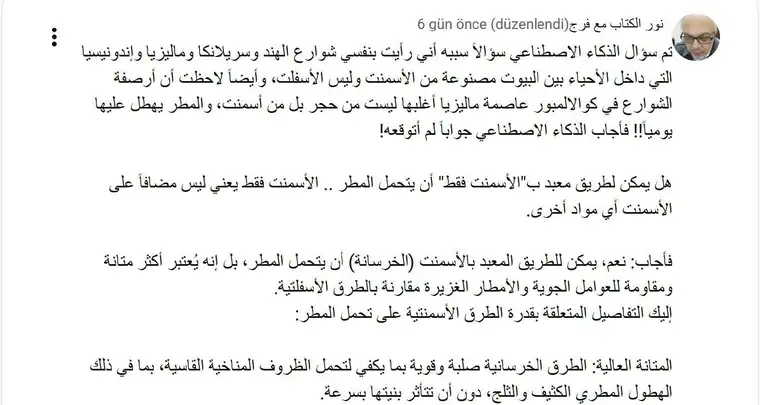 نور الكتاب مع فرج(düzenlendi) 6 gün önce
تم سؤال الذكاء الاصطناعي سؤالاً سببه أني رأيت بنفسي شوارع الهند وسريلانكا وماليزيا وإندونيسيا
التي داخل الأحياء بين البيوت مصنوعة من الأسمنت وليس الأسفلت، وأيضاً لاحظت أن أرصفة
الشوارع في كوالالمبور عاصمة ماليزيا أغلبها ليست من حجر بل من أسمنت، والمطر يهطل عليها
يومياً!! فأجاب الذكاء الاصطناعي جواباً لم أتوقعه!
هل يمكن لطريق معبد ب"الأسمنت فقط" أن يتحمل المطر .. الأسمنت فقط يعني ليس مضافاً على
الأسمنت أي مواد أخرى.
فأجاب: نعم، يمكن للطريق المعبد بالأسمنت (الخرسانة) أن يتحمل المطر، بل إنه يُعتبر أكثر متانة
ومقاومة للعوامل الجوية والأمطار الغزيرة مقارنة بالطرق الأسفلتية.
إليك التفاصيل المتعلقة بقدرة الطرق الأسمنتية على تحمل المطر:
المتانة العالية: الطرق الخرسانية صلبة وقوية بما يكفي لتحمل الظروف المناخية القاسية، بما في ذلك
الهطول المطري الكثيف والثلج، دون أن تتأثر بنيتها بسرعة.